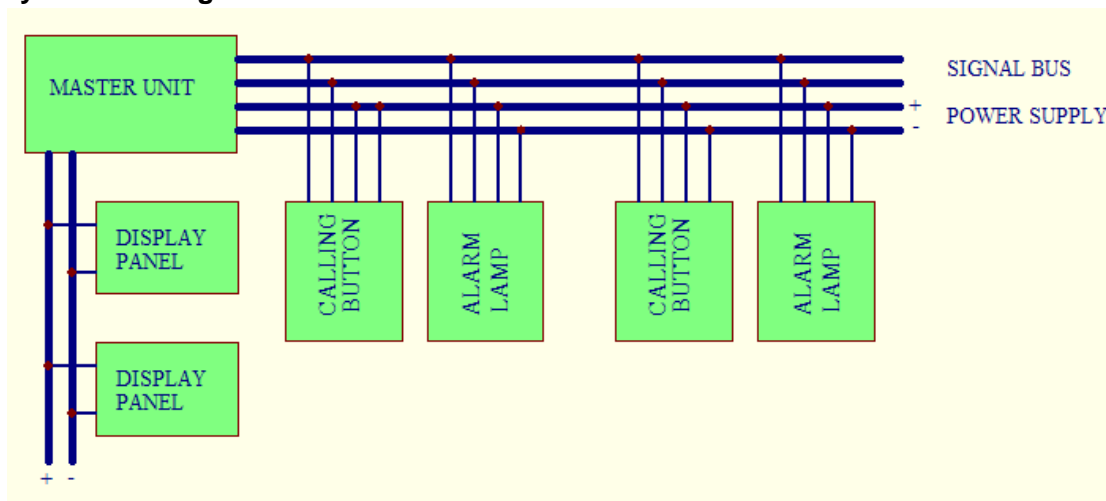 MASTER UNIT
SIGNAL BUS
+
POWER SUPPLY
-
DISPLAY
PANEL
CALLING
BUTTON
ALARM
LAMP
CALLING
BUTTON
ALARM
LAMP
DISPLAY
PANEL
+ -